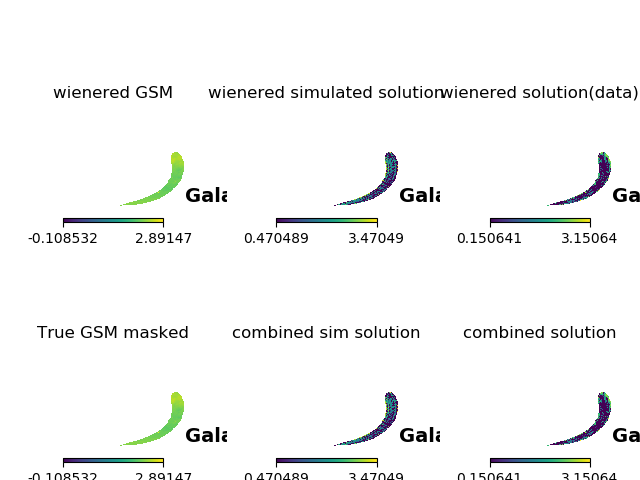 wienered GSM
wienered simulated solution
wienered solution(data)
Gala
Gala
Ga
-0.108532 2.89147
0.470489 3.47049
0.150641 3.15064
True GSM masked
combined sim solution
combined solution
Gala
Gala
Ga
-0.108532 2.89147
0.470489 3.47049
0.150641 3.15064